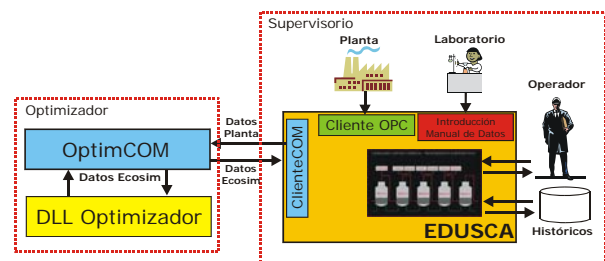 Supervisorio
Planta
Laboratorio
Operador
Optimizador
Datos
Planta
Cliente OPC
Introducción
Manual de Datos
OptimCOM
ClienteCOM
Datos Ecosim
Datos
Ecosim
DLL Optimizador
EDUSCA
Históricos